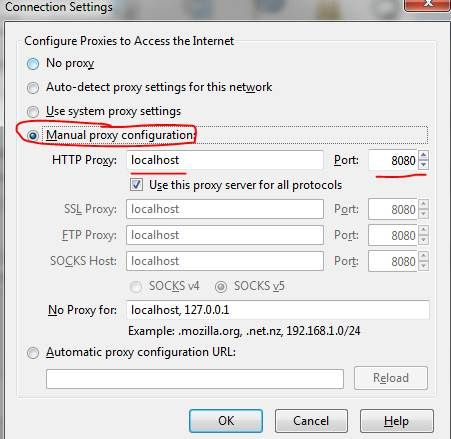 Connection Settings
Configure Proxies to Access the Internet
No proxy
Auto-detect proxy settings for this network
Use system proxy settings
Manual proxy configuration:
HTTP Proxy: localhost Port: 8080
Use this proxy server for all protocols
SSL Proxy: localhost Port: 8080
FTP Proxy: localhost Port: 8080
SOCKS Host: localhost Port: 8080
SOCKS v4 SOCKS v5
No Proxy for: localhost, 127.0.0.1
Example: .mozilla.org, .net.nz, 192.168.1.0/24
Automatic proxy configuration URL:
Reload
OK Cancel Help